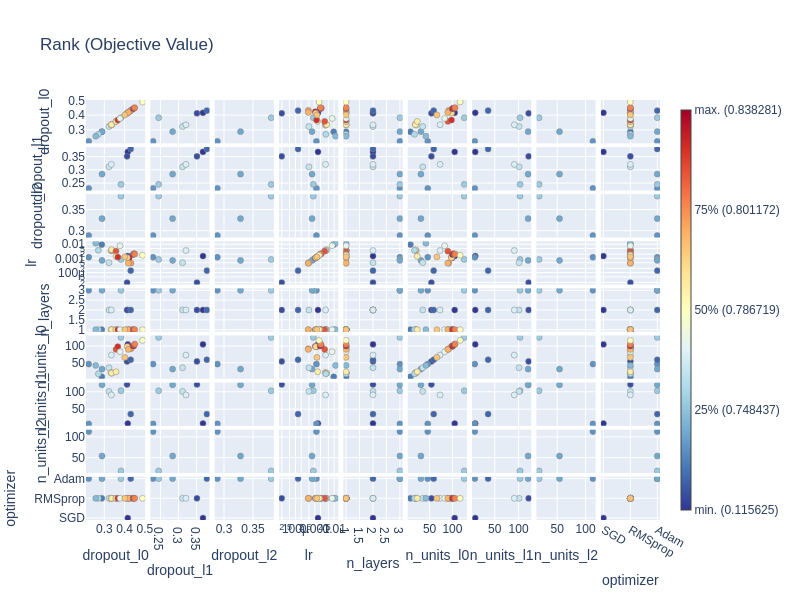 Rank (Objective Value)
dropout_l0
0.5
0.4
0.3
0.35
0.3
0.25
dropout_l2
0.35
0.3
lr
0.01
0.001
n_layers
3
2.5
2
1.5
1
n_units_l0
100
50
n_units_l1
100
50
n_units_l2
100
50
optimizer
Adam
RMSprop
SGD
0.3 0.4 0.5
dropout_l0
0.25 0.3 0.35
dropout_l1
0.3 0.35
dropout_l2
lr
1 1.5 2 2.5 3
n_layers
50 100
n_units_l0
50 100
n_units_l1
50 100
n_units_l2
SGD RMSprop Adam
optimizer
max. (0.838281)
75% (0.801172)
50% (0.786719)
25% (0.748437)
min. (0.115625)